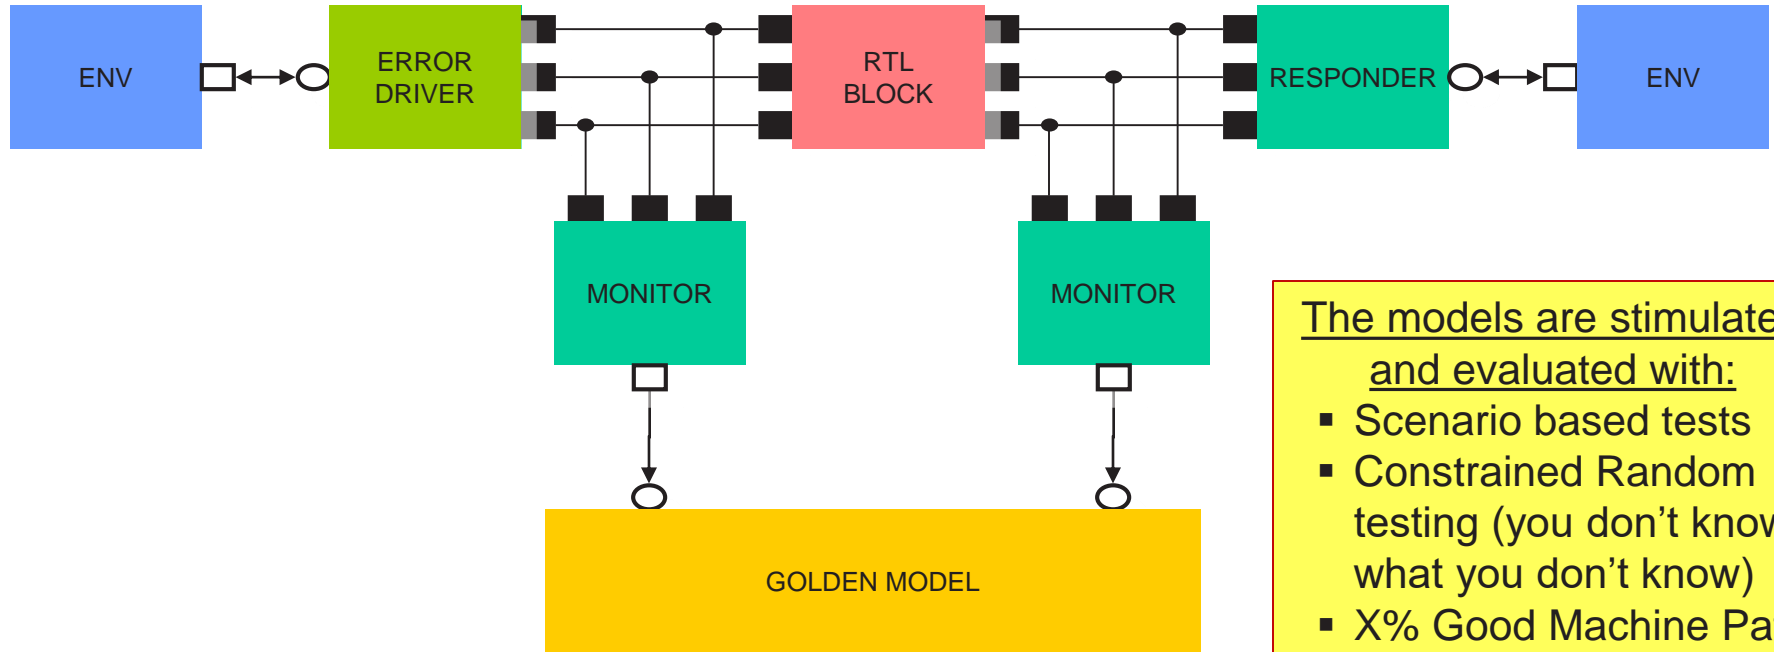 ENV
ERROR
DRIVER
RTL
BLOCK
RESPONDER
ENV
MONITOR
MONITOR
The models are stimulate
and evaluated with:
▪ Scenario based tests
▪ Constrained Random
testing (you don’t know
what you don’t know)
▪ X% Good Machine Pa
GOLDEN MODEL